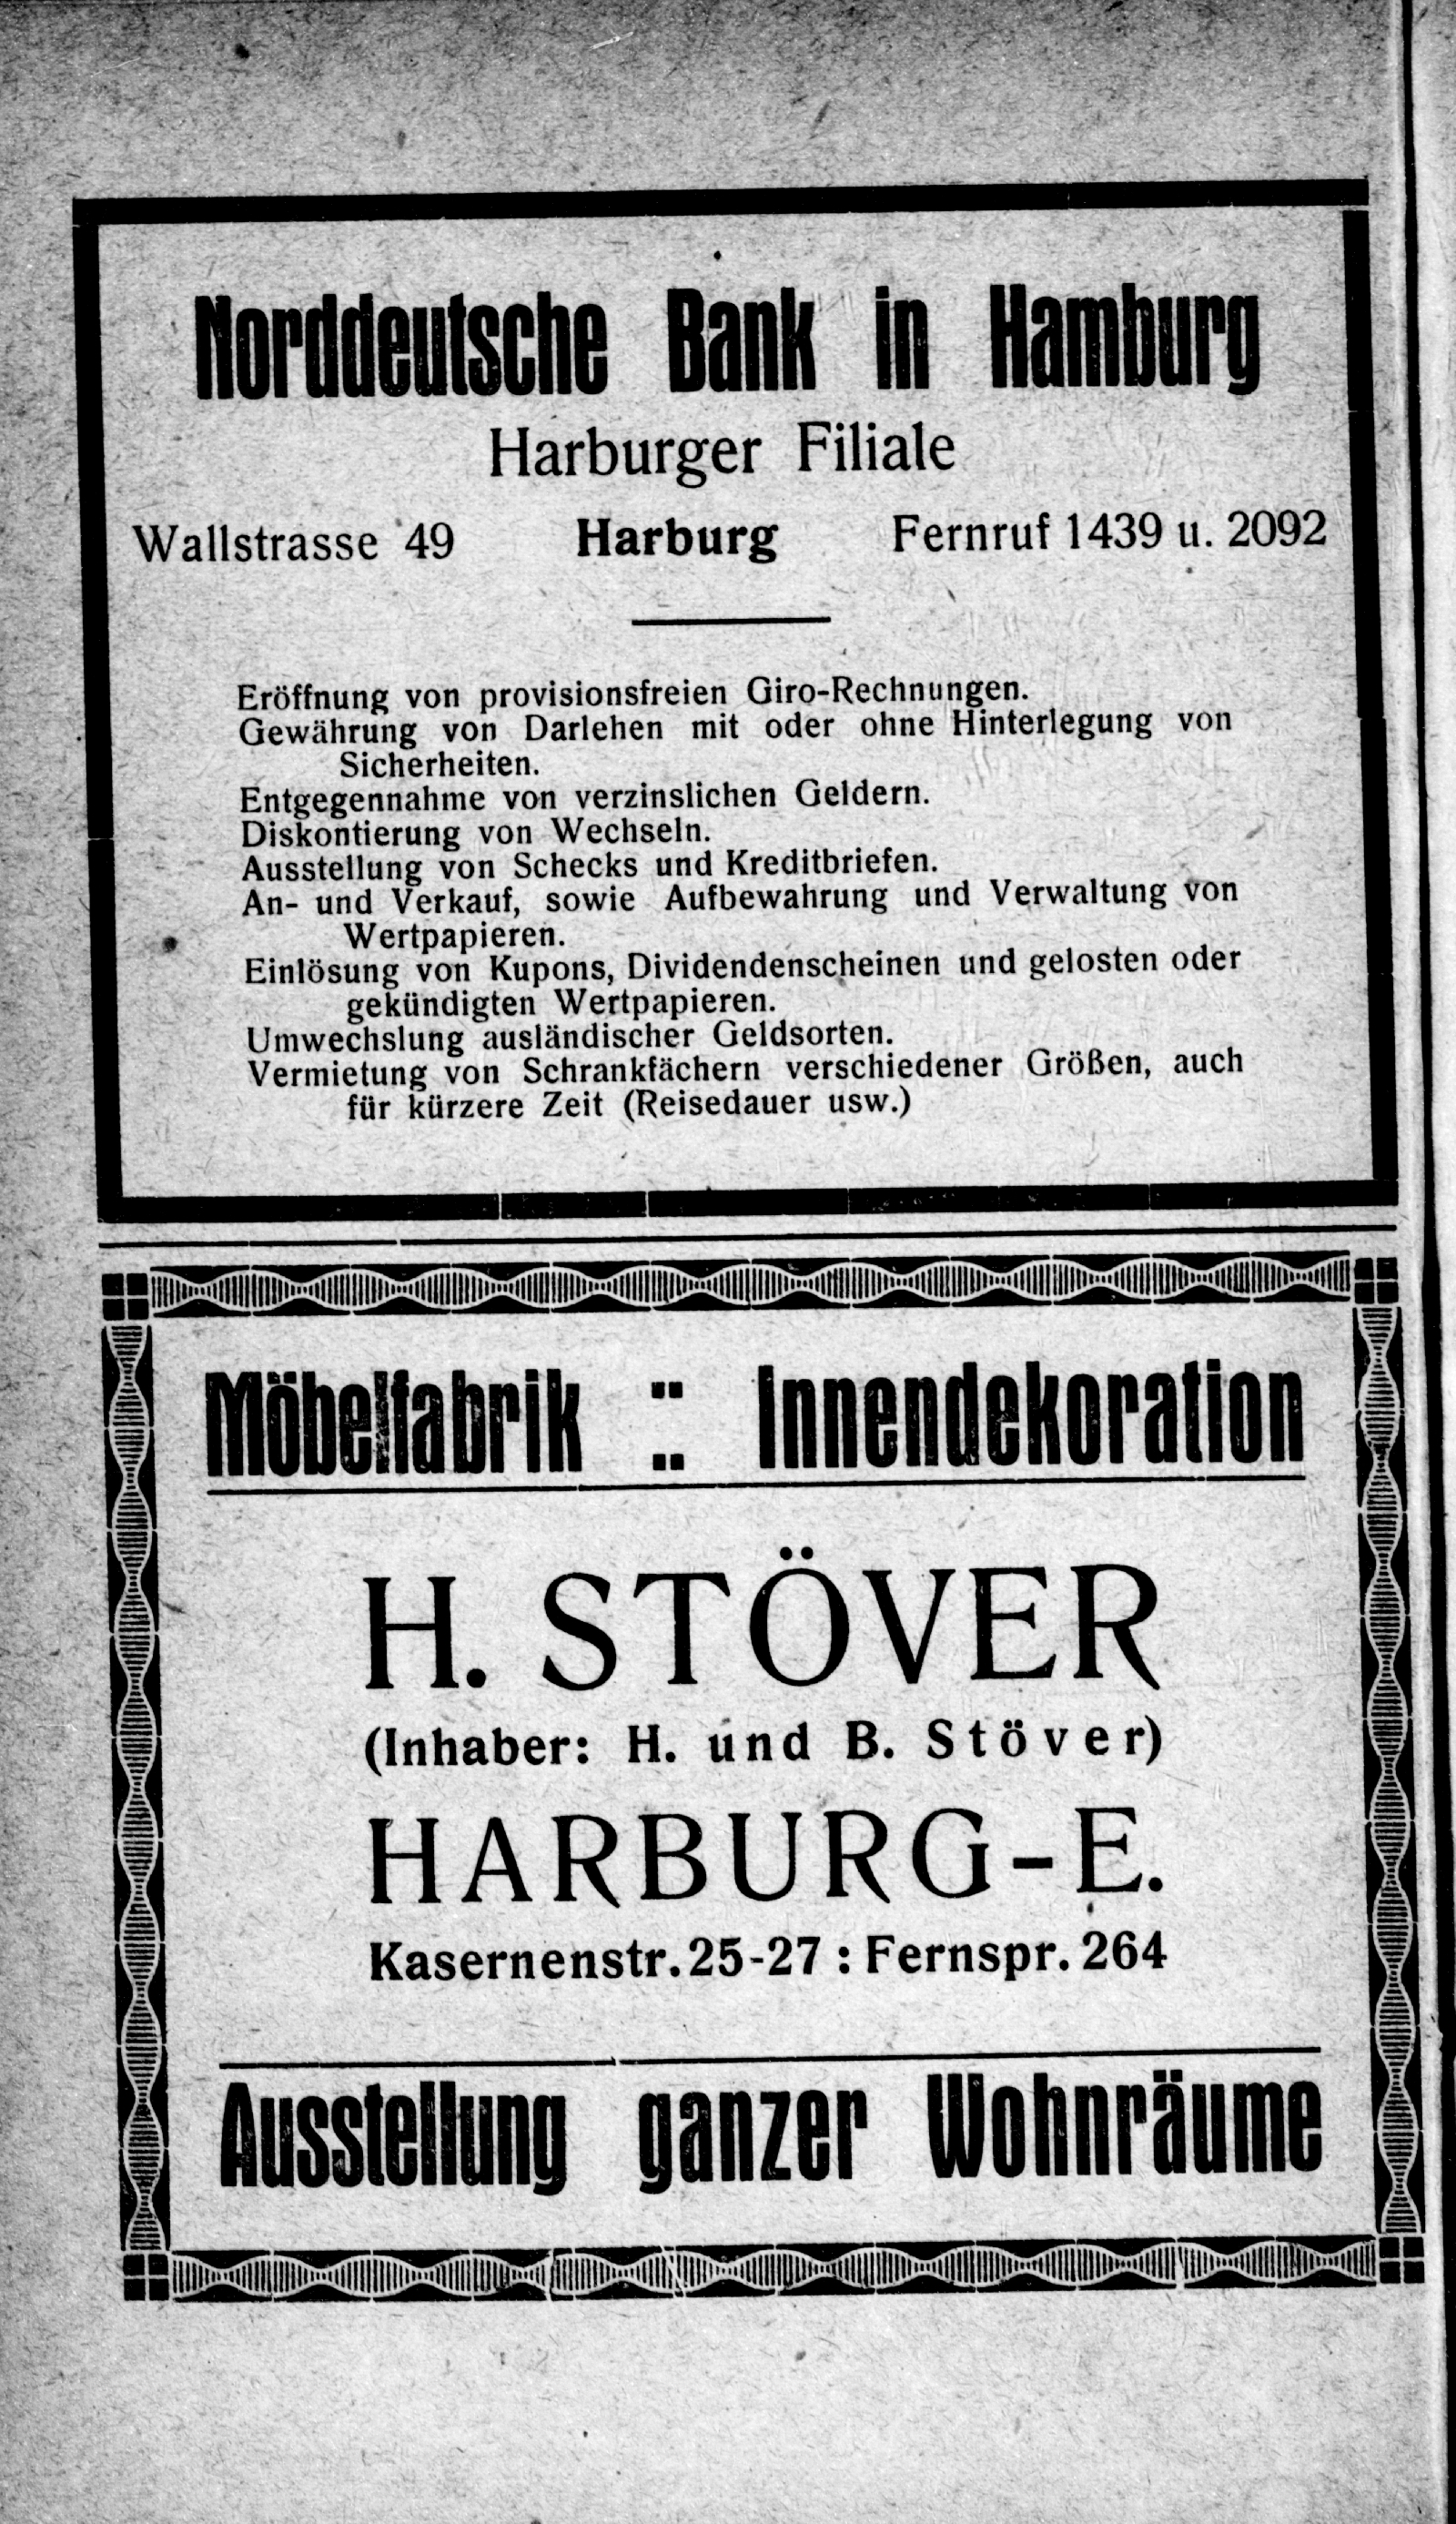 Norddeutsche Bank in Hamburg
Harburger Filiale
Wallstrasse 49 Harburg Fernruf 1439 u. 2092
Eröffnung von provisionsfreien Giro-Rechnungen.
Gewährung von Darlehen mit oder ohne Hinterlegung von
Sicherheiten.
Entgegennahme von verzinslichen Geldern.
Diskontierung von Wechseln.
Ausstellung von Schecks und Kreditbriefen.
An- und Verkauf, sowie Aufbewahrung und Verwaltung von
Wertpapieren.
Einlösung von Kupons, Dividendenscheinen und gelosten oder
gekündigten Wertpapieren.
Umwechslung ausländischer Geldsorten.
Vermietung von Schrankfächern verschiedener Größen, auch
für kürzere Zeit (Reisedauer usw.)
Möbelfabrik :: Innendekoration
H. STÖVER
(Inhaber: H. und B. Stöver)
HARBURG-E.
Kasernenstr. 25-27 : Fernspr. 264
Ausstellung ganzer Wohnräume